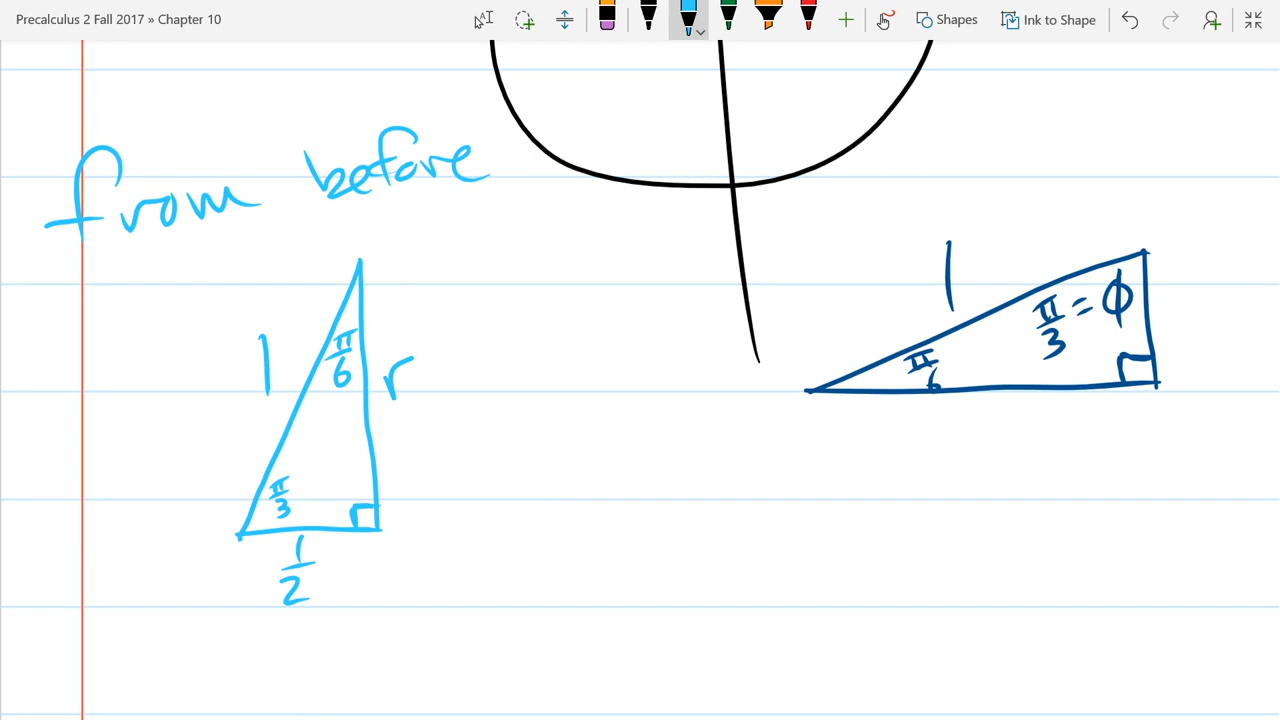 Precalculus 2 Fall 2017 » Chapter 10
Shapes
Ink to Shape
from before
1
π/6
r
π/3
1/2
1
π/3 = ϕ
π/6